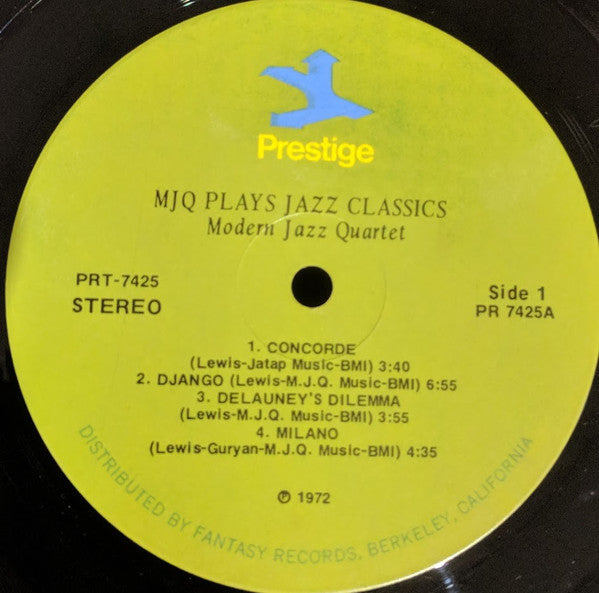 Prestige
MJQ PLAYS JAZZ CLASSICS
Modern Jazz Quartet
PRT-7425
STEREO
Side 1
PR 7425A
1. CONCORDE
(Lewis-Jatap Music-BMI) 3:40
2. DJANGO (Lewis-M.J.Q. Music-BMI) 6:55
3. DELAUNEY'S DILEMMA
(Lewis-M.J.Q. Music-BMI) 3:55
4. MILANO
(Lewis-Guryan-M.J.Q. Music-BMI) 4:35
℗ 1972
DISTRIBUTED BY FANTASY RECORDS, BERKELEY, CALIFORNIA